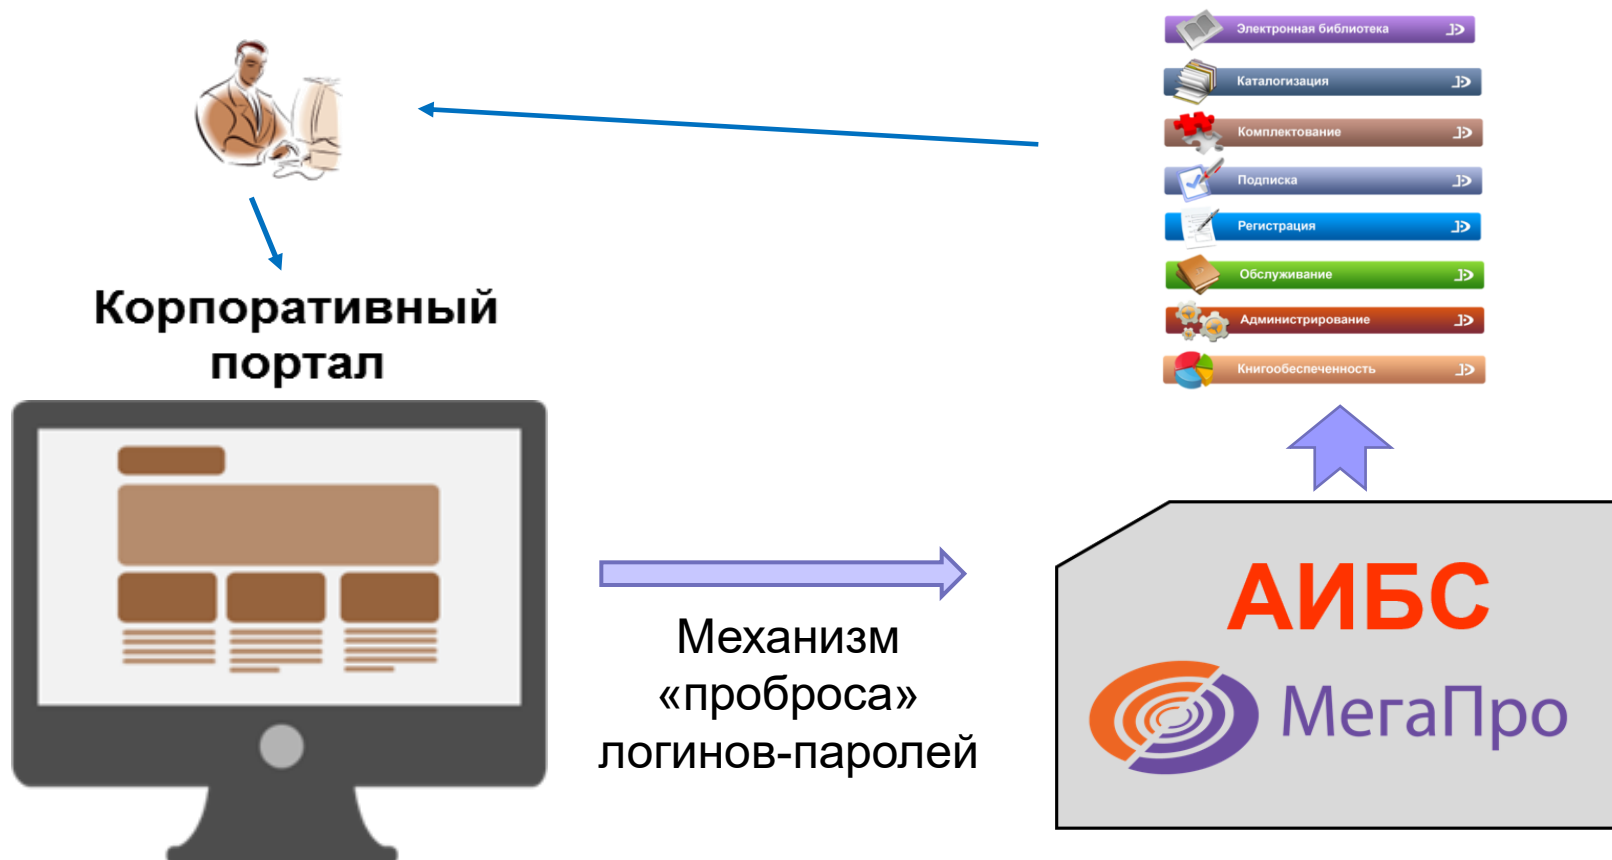 Электронная библиотека
Каталогизация
Комплектование
Подписка
Регистрация
Обслуживание
Администрирование
Книгообеспеченность
Корпоративный
портал
Механизм
«проброса»
логинов-паролей
АИБС
МегаПро